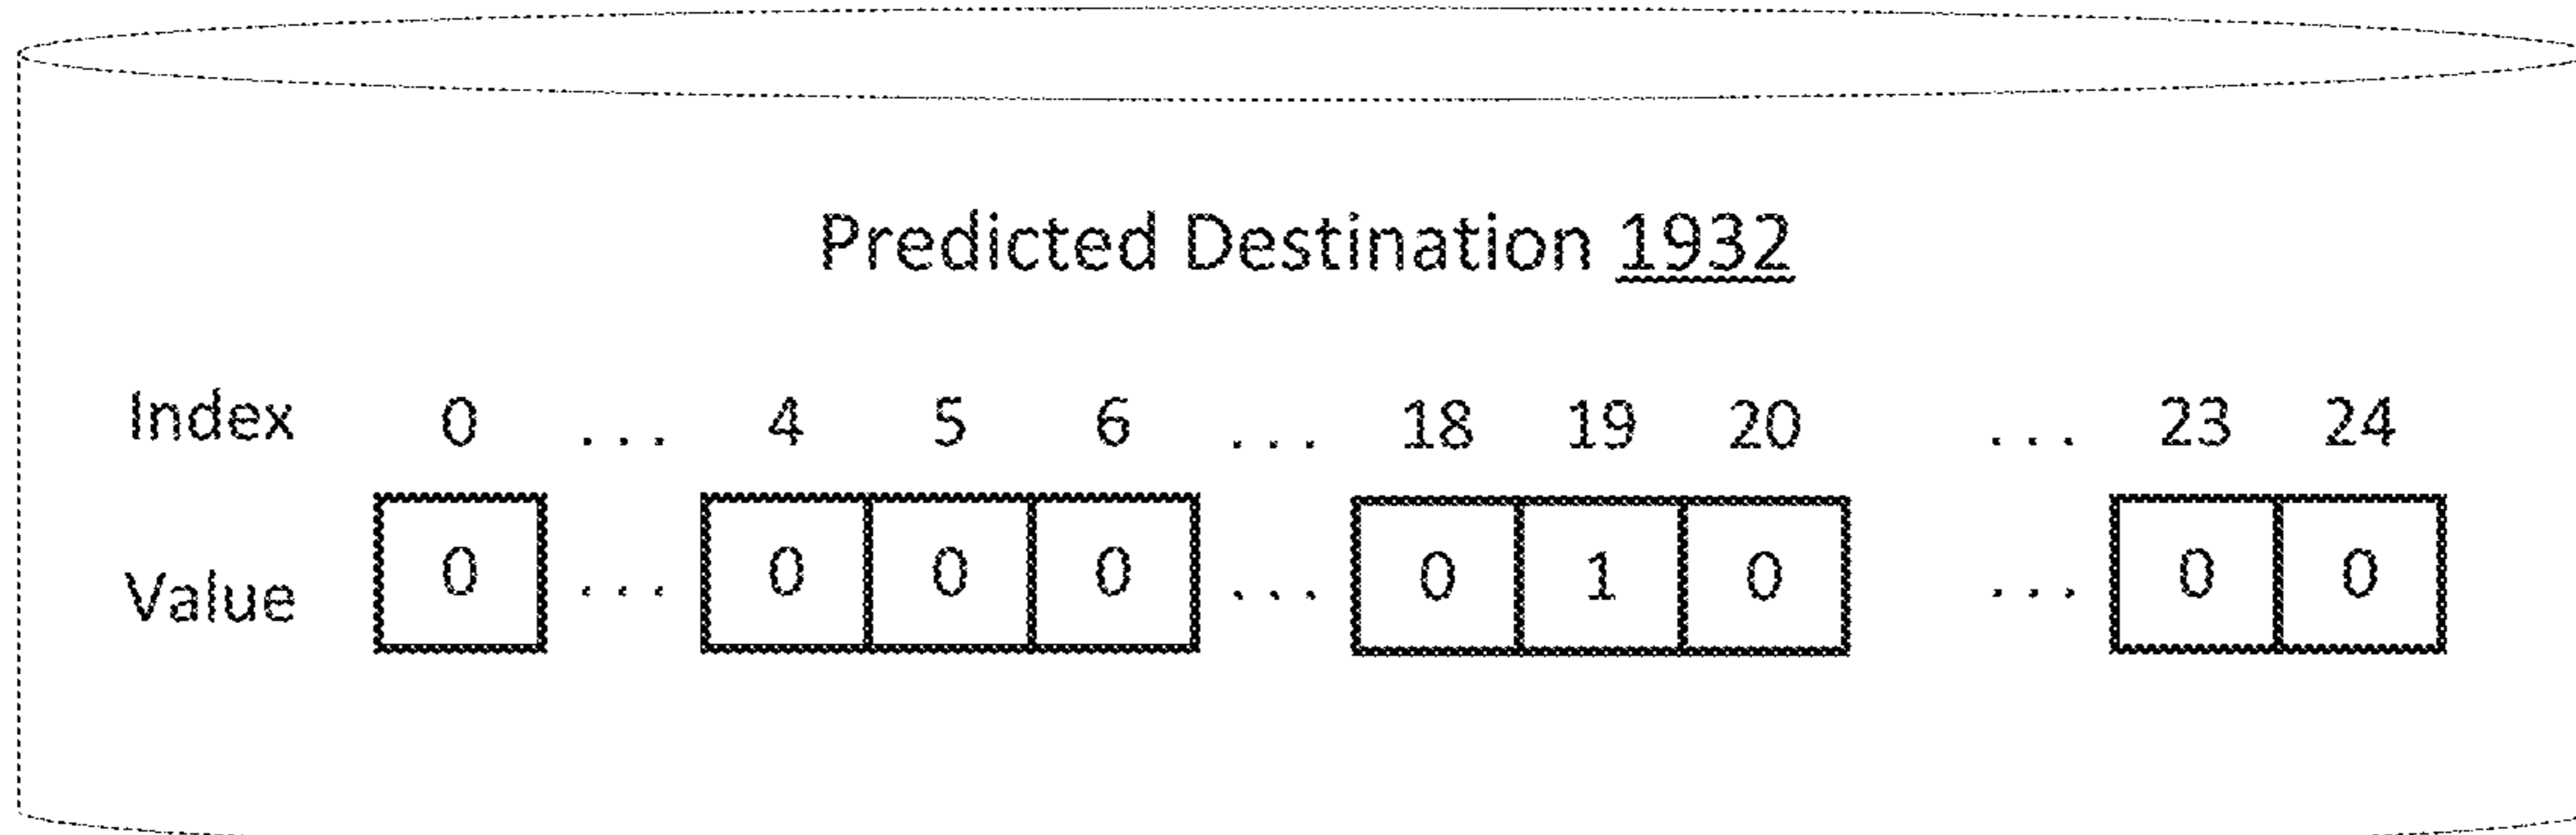 Predicted Destination 1932
Index 0 ... 4 5 6 ... 18 19 20 ... 23 24
Value 0 ... 0 0 0 ... 0 1 0 ... 0 0